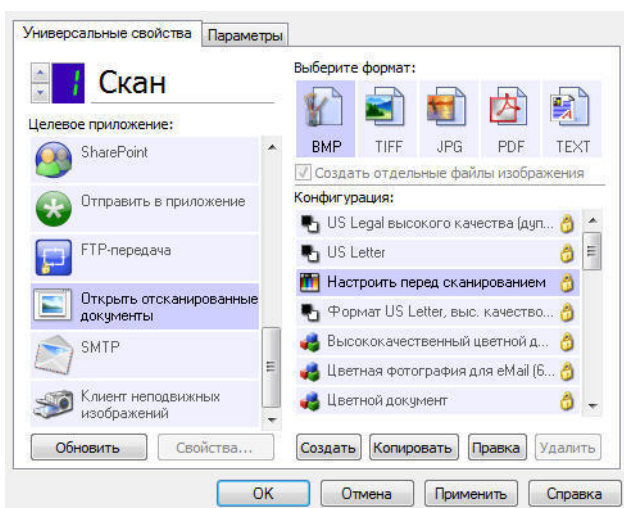 Универсальные свойства
Параметры
1 Скан
Целевое приложение:
SharePoint
Отправить в приложение
FTP-передача
Открыть отсканированные
документы
SMTP
Клиент неподвижных
изображений
Обновить
Свойства...
Выберите формат:
BMP
TIFF
JPG
PDF
TEXT
Создать отдельные файлы изображения
Конфигурация:
US Legal высокого качества (дуп...
US Letter
Настроить перед сканированием
Формат US Letter, выс. качество...
Высококачественный цветной д...
Цветная фотография для eMail (6...
Цветной документ
Создать
Копировать
Правка
Удалить
OK
Отмена
Применить
Справка